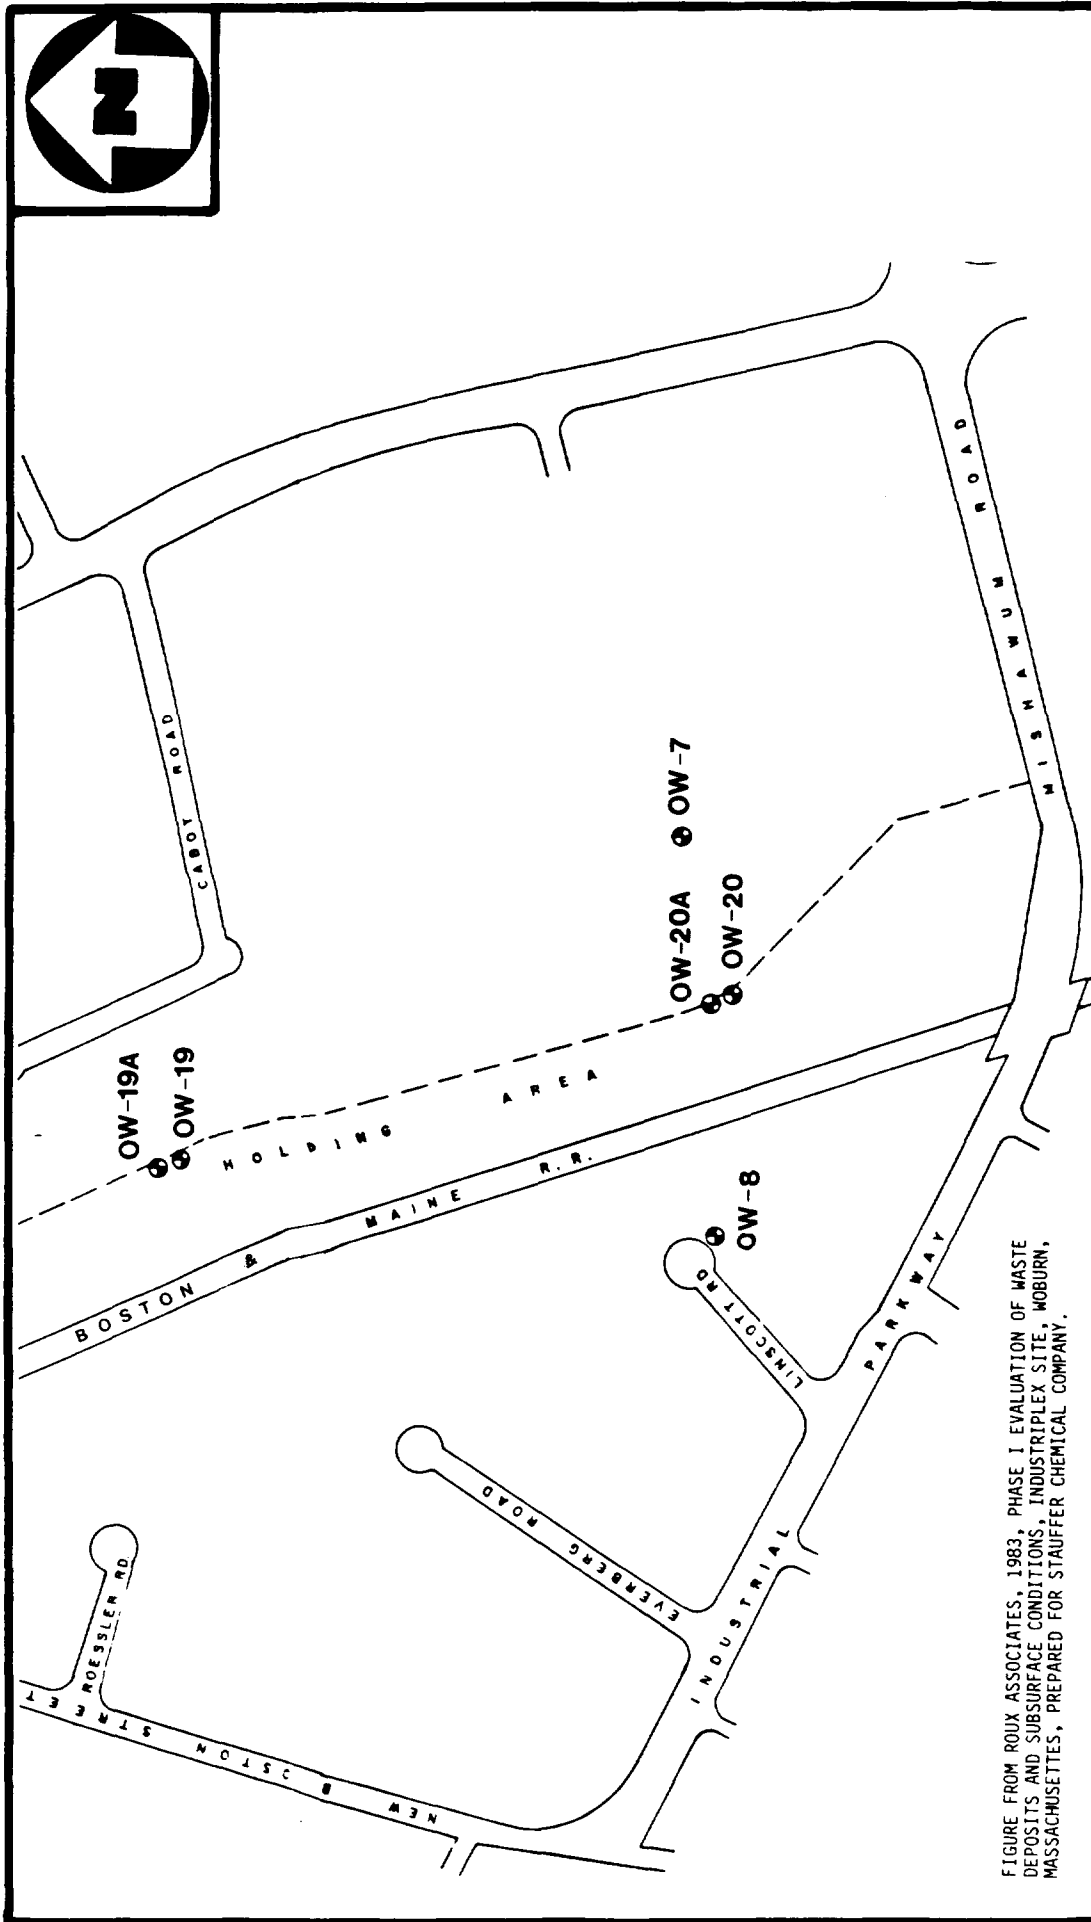 N
NEW BOSTON STREET
ROESSLER RD.
BOSTON & MAINE R.R.
OW-19A
OW-19
CABOT ROAD
HOLDING AREA
EVERBERG ROAD
LINSCOTT RD
OW-8
OW-20A
OW-20
OW-7
INDUSTRIAL PARKWAY
MISHAWUM ROAD
FIGURE FROM ROUX ASSOCIATES, 1983, PHASE I EVALUATION OF WASTE
DEPOSITS AND SUBSURFACE CONDITIONS, INDUSTRIPLEX SITE, WOBURN,
MASSACHUSETTES, PREPARED FOR STAUFFER CHEMICAL COMPANY.